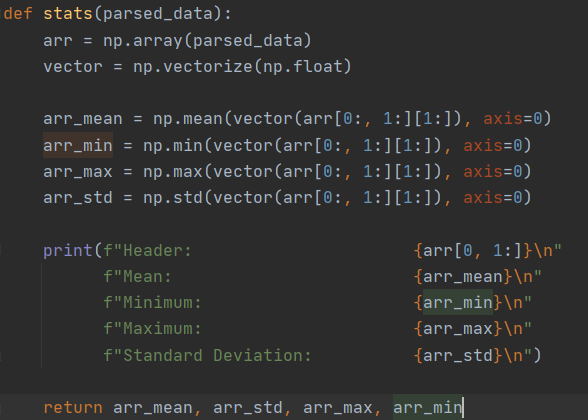 def stats(parsed_data):
    arr = np.array(parsed_data)
    vector = np.vectorize(np.float)

    arr_mean = np.mean(vector(arr[0:, 1:][1:]), axis=0)
    arr_min = np.min(vector(arr[0:, 1:][1:]), axis=0)
    arr_max = np.max(vector(arr[0:, 1:][1:]), axis=0)
    arr_std = np.std(vector(arr[0:, 1:][1:]), axis=0)

    print(f"Header:                      {arr[0, 1:]}\n"
          f"Mean:                        {arr_mean}\n"
          f"Minimum:                     {arr_min}\n"
          f"Maximum:                     {arr_max}\n"
          f"Standard Deviation:          {arr_std}\n")

    return arr_mean, arr_std, arr_max, arr_min